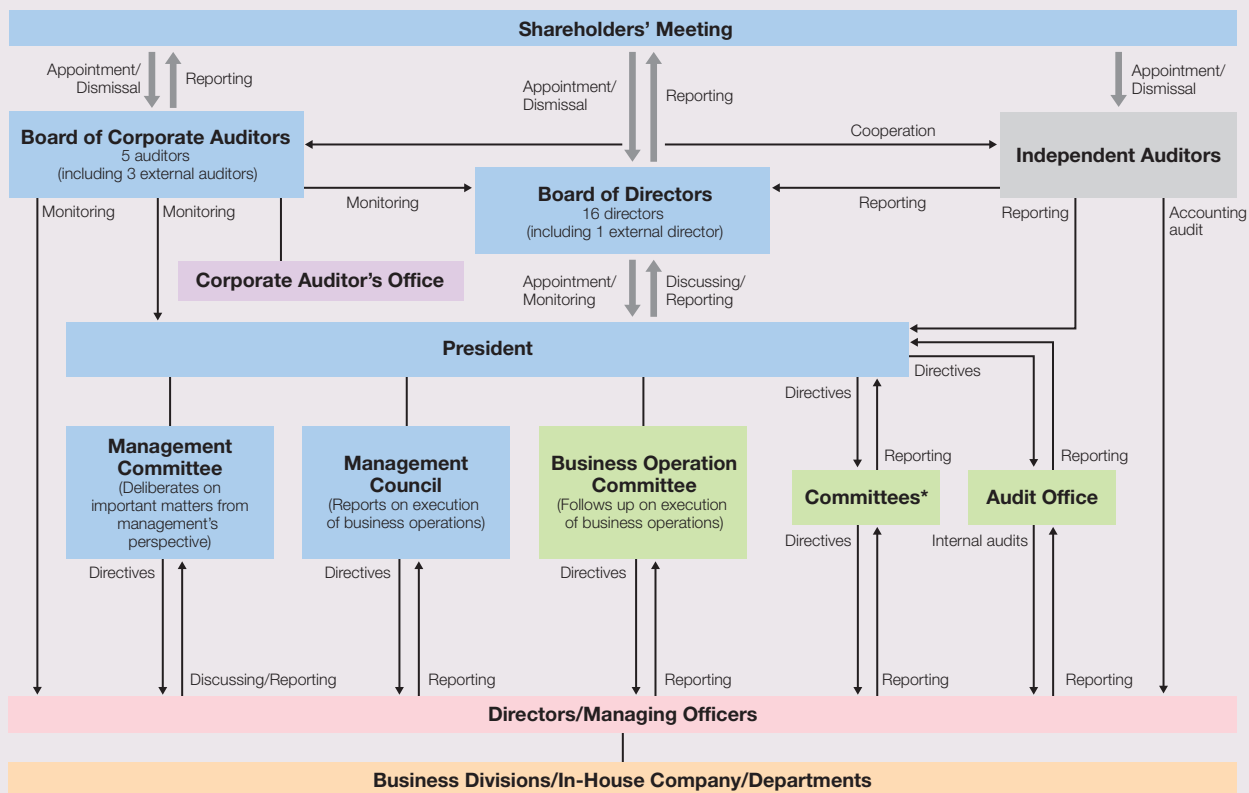 Shareholders' Meeting
Appointment/
Dismissal
Reporting
Appointment/
Dismissal
Reporting
Appointment/
Dismissal
Board of Corporate Auditors
5 auditors
(including 3 external auditors)
Cooperation
Independent Auditors
Monitoring
Monitoring
Monitoring
Board of Directors
16 directors
(including 1 external director)
Reporting
Reporting
Accounting
audit
Corporate Auditor's Office
Appointment/
Monitoring
Discussing/
Reporting
President
Directives
Directives
Management
Committee
(Deliberates on
important matters from
management's
perspective)
Management
Council
(Reports on execution
of business operations)
Business Operation
Committee
(Follows up on execution
of business operations)
Reporting
Reporting
Committees*
Audit Office
Directives
Directives
Directives
Directives
Internal audits
Discussing/Reporting
Reporting
Reporting
Reporting
Reporting
Directors/Managing Officers
Business Divisions/In-House Company/Departments